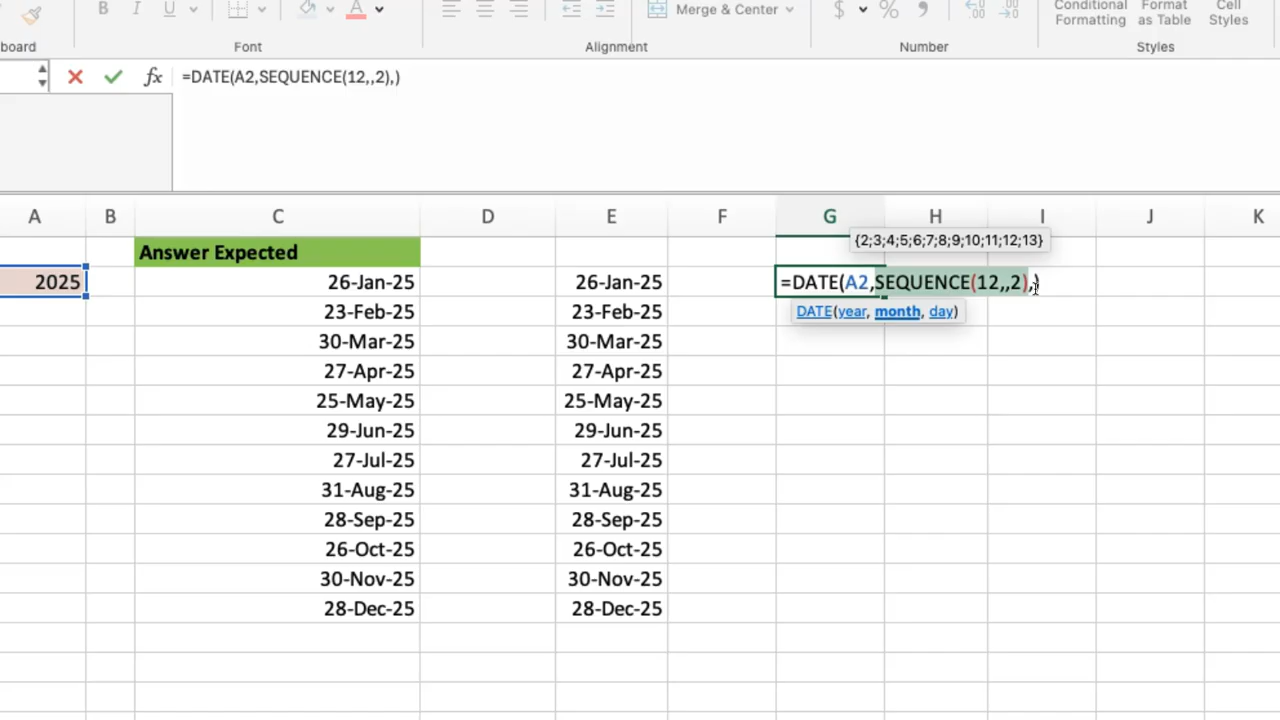 B I U A Merge & Center $ % Conditional Formatting Format as Table Cell Styles
board Font Alignment Number Styles
fx =DATE(A2,SEQUENCE(12,,2),)
A B C D E F G H I J K
Answer Expected {2;3;4;5;6;7;8;9;10;11;12;13}
2025 26-Jan-25 26-Jan-25 =DATE(A2,SEQUENCE(12,,2),)
23-Feb-25 23-Feb-25 DATE(year, month, day)
30-Mar-25 30-Mar-25
27-Apr-25 27-Apr-25
25-May-25 25-May-25
29-Jun-25 29-Jun-25
27-Jul-25 27-Jul-25
31-Aug-25 31-Aug-25
28-Sep-25 28-Sep-25
26-Oct-25 26-Oct-25
30-Nov-25 30-Nov-25
28-Dec-25 28-Dec-25